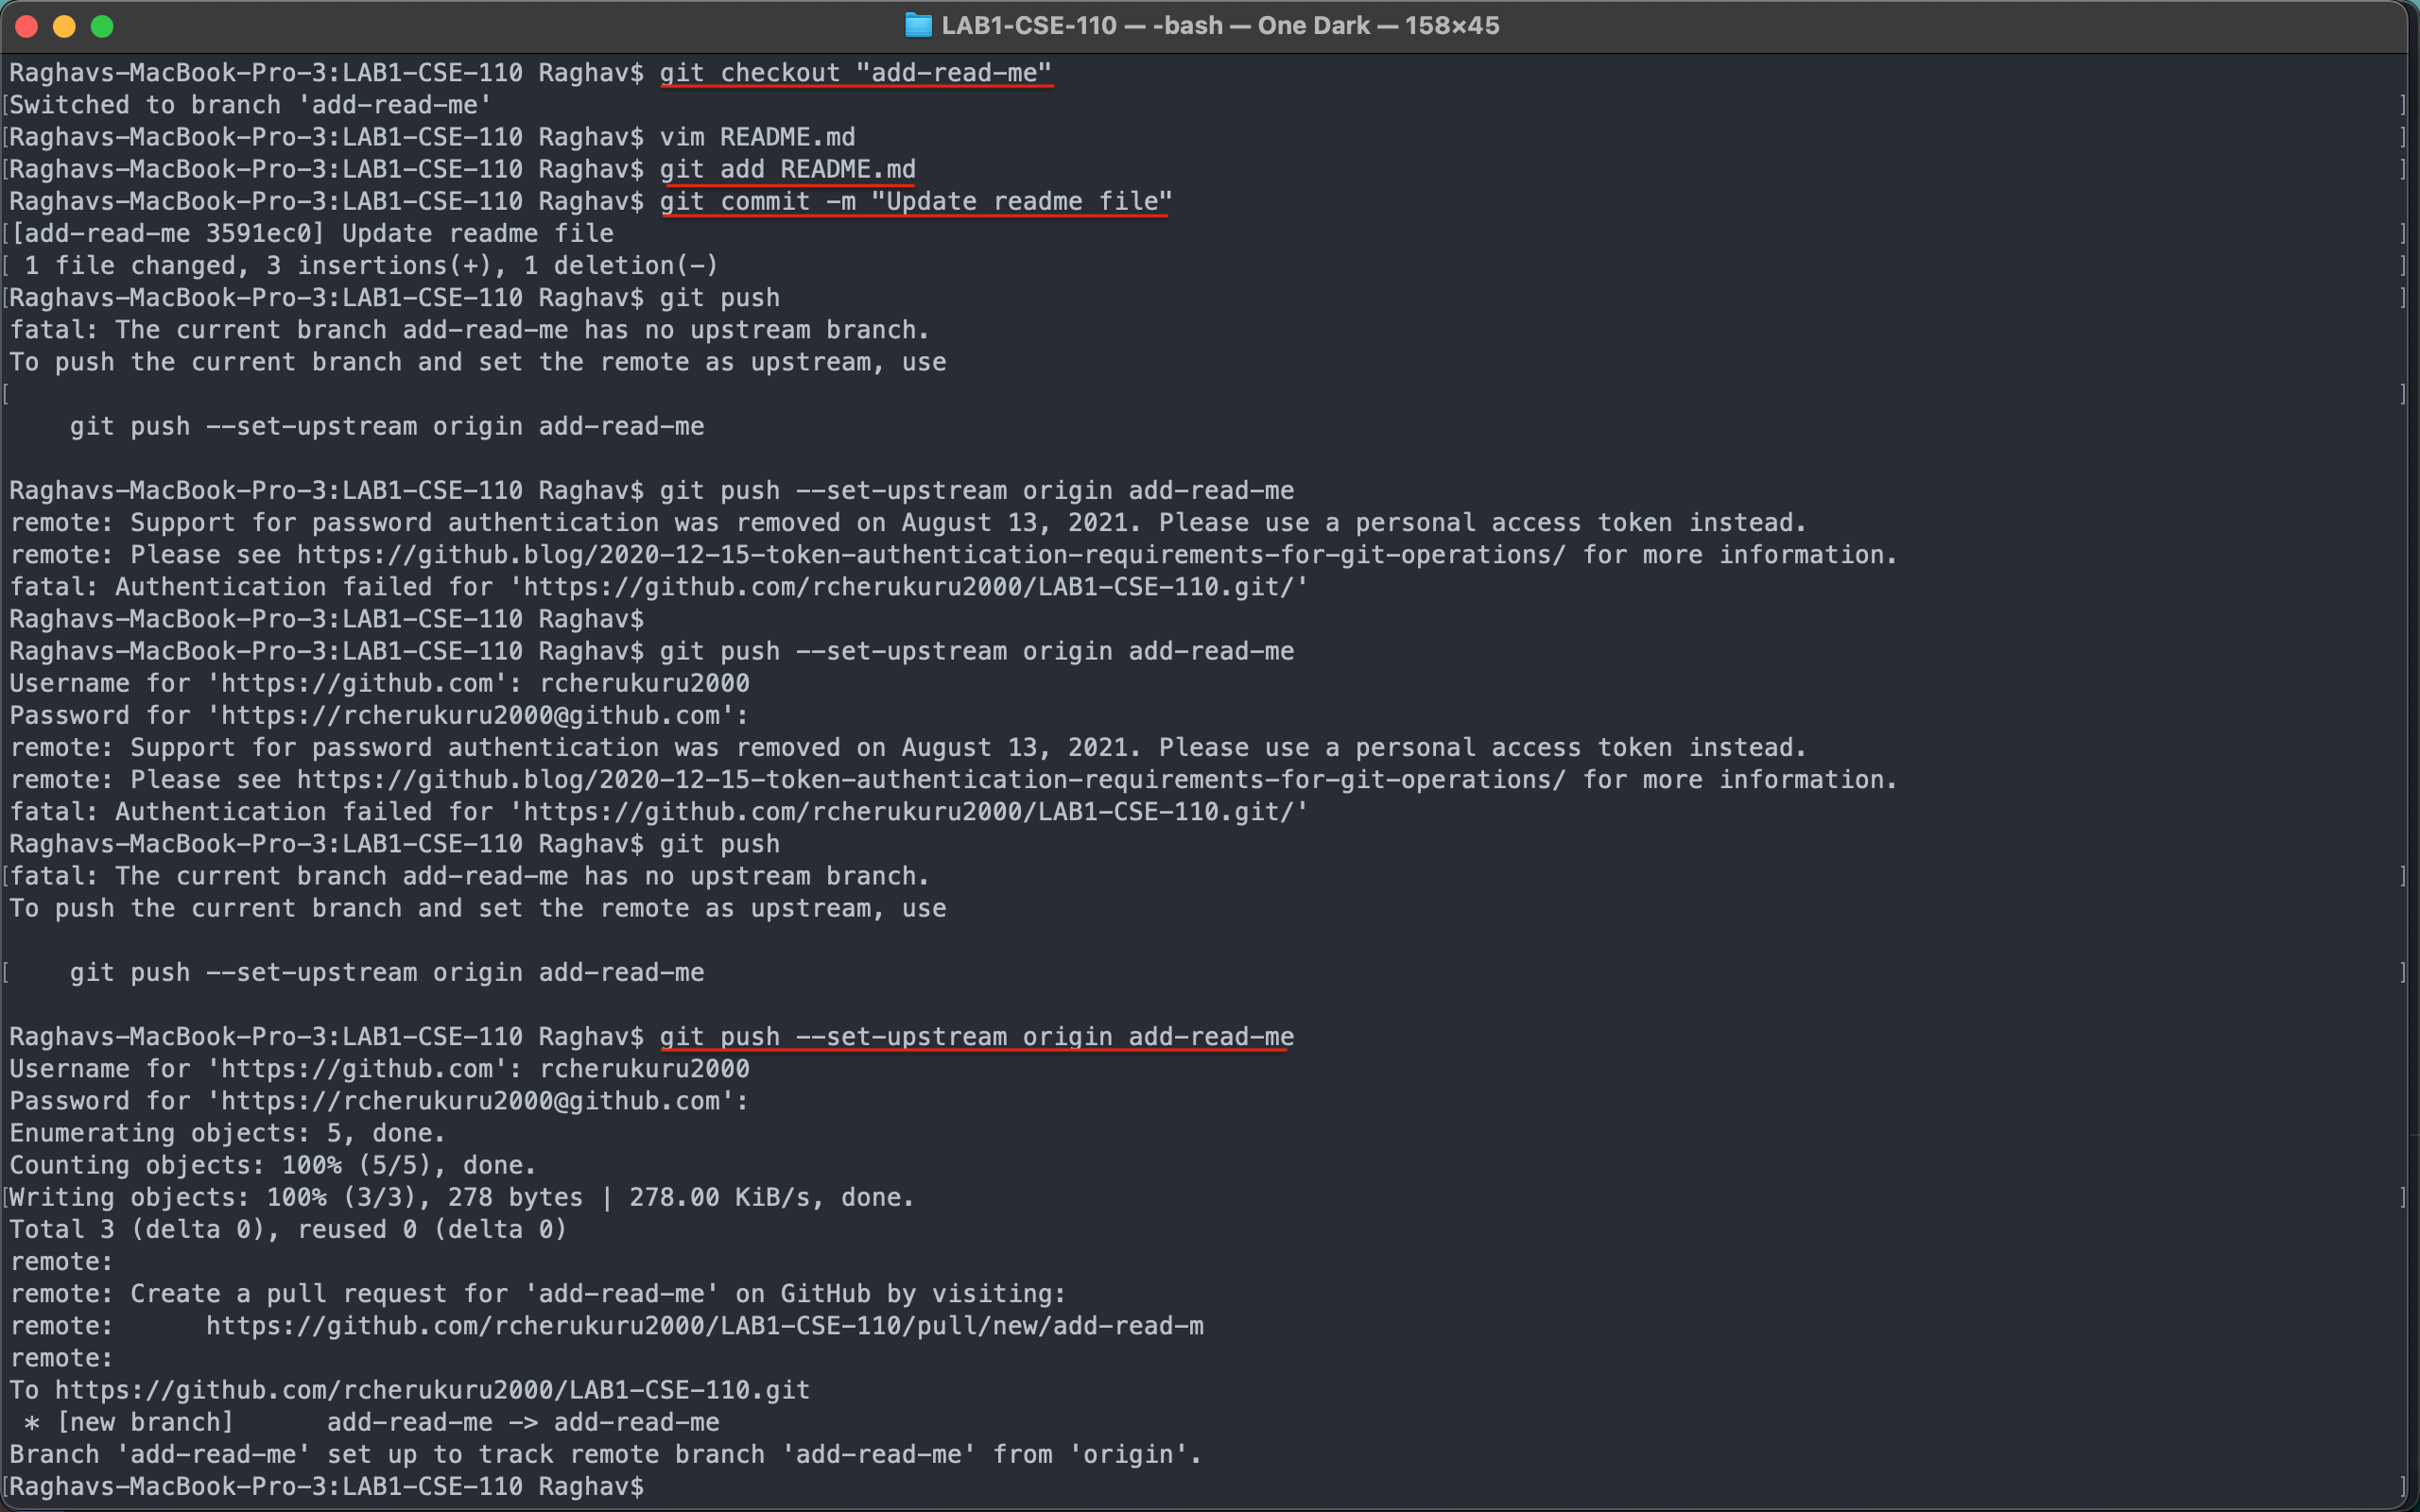 LAB1-CSE-110 — -bash — One Dark — 158×45
Raghavs-MacBook-Pro-3:LAB1-CSE-110 Raghav$ git checkout "add-read-me"
[Switched to branch 'add-read-me' ]
[Raghavs-MacBook-Pro-3:LAB1-CSE-110 Raghav$ vim README.md ]
[Raghavs-MacBook-Pro-3:LAB1-CSE-110 Raghav$ git add README.md ]
Raghavs-MacBook-Pro-3:LAB1-CSE-110 Raghav$ git commit -m "Update readme file"
[[add-read-me 3591ec0] Update readme file ]
[ 1 file changed, 3 insertions(+), 1 deletion(-) ]
[Raghavs-MacBook-Pro-3:LAB1-CSE-110 Raghav$ git push ]
fatal: The current branch add-read-me has no upstream branch.
To push the current branch and set the remote as upstream, use
[ ]
    git push --set-upstream origin add-read-me
Raghavs-MacBook-Pro-3:LAB1-CSE-110 Raghav$ git push --set-upstream origin add-read-me
remote: Support for password authentication was removed on August 13, 2021. Please use a personal access token instead.
remote: Please see https://github.blog/2020-12-15-token-authentication-requirements-for-git-operations/ for more information.
fatal: Authentication failed for 'https://github.com/rcherukuru2000/LAB1-CSE-110.git/'
Raghavs-MacBook-Pro-3:LAB1-CSE-110 Raghav$
Raghavs-MacBook-Pro-3:LAB1-CSE-110 Raghav$ git push --set-upstream origin add-read-me
Username for 'https://github.com': rcherukuru2000
Password for 'https://rcherukuru2000@github.com':
remote: Support for password authentication was removed on August 13, 2021. Please use a personal access token instead.
remote: Please see https://github.blog/2020-12-15-token-authentication-requirements-for-git-operations/ for more information.
fatal: Authentication failed for 'https://github.com/rcherukuru2000/LAB1-CSE-110.git/'
Raghavs-MacBook-Pro-3:LAB1-CSE-110 Raghav$ git push
[fatal: The current branch add-read-me has no upstream branch. ]
To push the current branch and set the remote as upstream, use
[    git push --set-upstream origin add-read-me ]
Raghavs-MacBook-Pro-3:LAB1-CSE-110 Raghav$ git push --set-upstream origin add-read-me
Username for 'https://github.com': rcherukuru2000
Password for 'https://rcherukuru2000@github.com':
Enumerating objects: 5, done.
Counting objects: 100% (5/5), done.
[Writing objects: 100% (3/3), 278 bytes | 278.00 KiB/s, done. ]
Total 3 (delta 0), reused 0 (delta 0)
remote:
remote: Create a pull request for 'add-read-me' on GitHub by visiting:
remote:      https://github.com/rcherukuru2000/LAB1-CSE-110/pull/new/add-read-m
remote:
To https://github.com/rcherukuru2000/LAB1-CSE-110.git
 * [new branch]      add-read-me -> add-read-me
Branch 'add-read-me' set up to track remote branch 'add-read-me' from 'origin'.
[Raghavs-MacBook-Pro-3:LAB1-CSE-110 Raghav$ ]